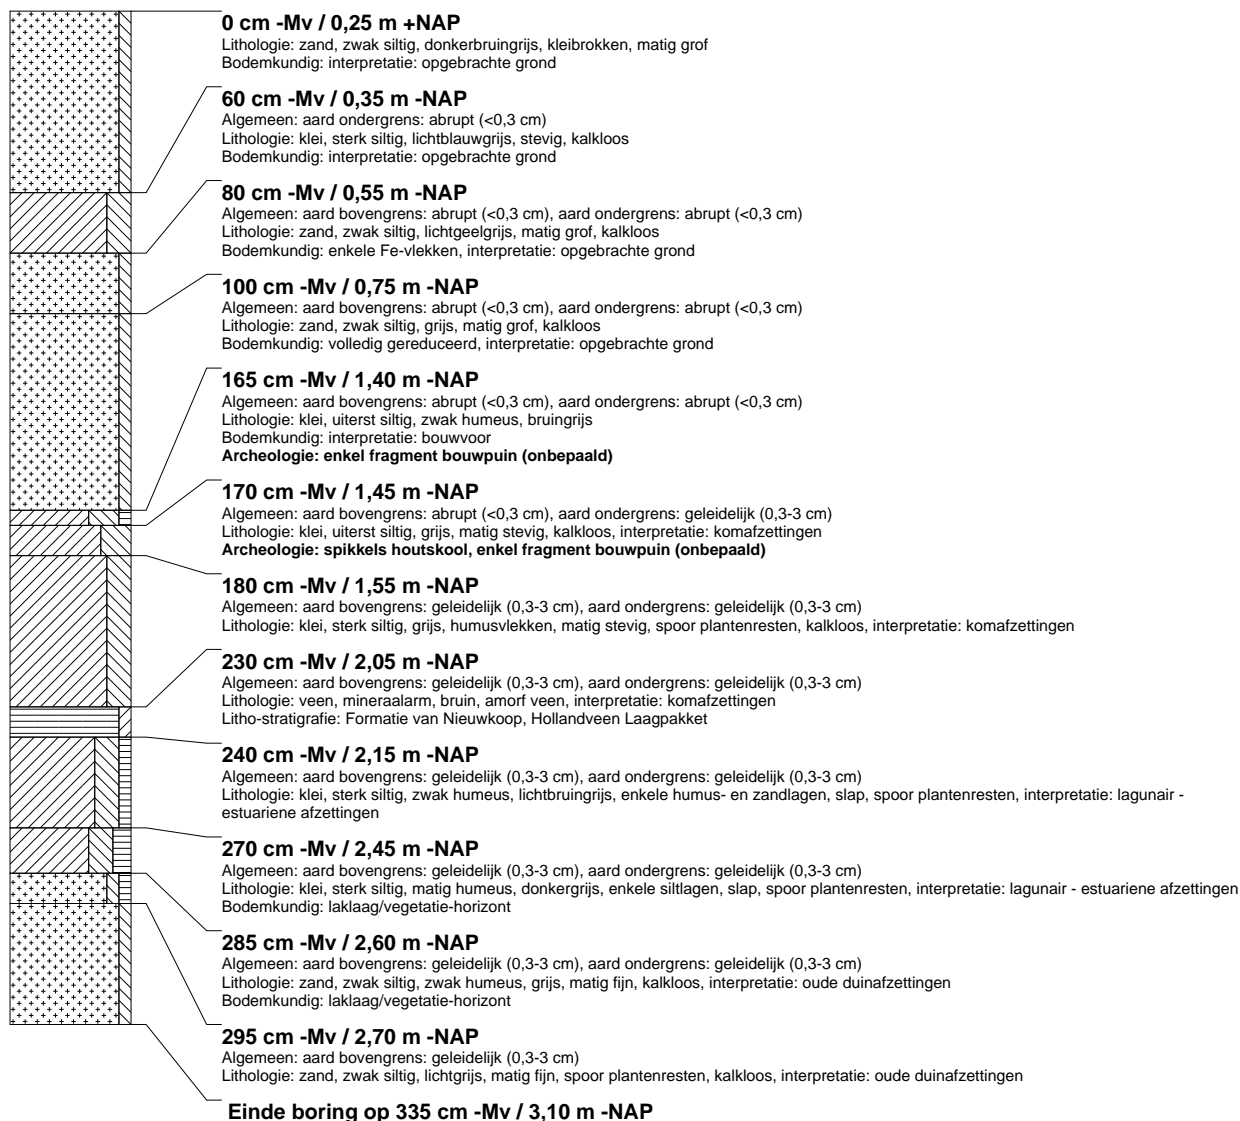 0 cm -Mv / 0,25 m +NAP
Lithologie: zand, zwak siltig, donkerbruingrijs, kleibrokken, matig grof
Bodemkundig: interpretatie: opgebrachte grond
60 cm -Mv / 0,35 m -NAP
Algemeen: aard ondergrens: abrupt (<0,3 cm)
Lithologie: klei, sterk siltig, lichtblauwgrijs, stevig, kalkloos
Bodemkundig: interpretatie: opgebrachte grond
80 cm -Mv / 0,55 m -NAP
Algemeen: aard bovengrens: abrupt (<0,3 cm), aard ondergrens: abrupt (<0,3 cm)
Lithologie: zand, zwak siltig, lichtgeelgrijs, matig grof, kalkloos
Bodemkundig: enkele Fe-vlekken, interpretatie: opgebrachte grond
100 cm -Mv / 0,75 m -NAP
Algemeen: aard bovengrens: abrupt (<0,3 cm), aard ondergrens: abrupt (<0,3 cm)
Lithologie: zand, zwak siltig, grijs, matig grof, kalkloos
Bodemkundig: volledig gereduceerd, interpretatie: opgebrachte grond
165 cm -Mv / 1,40 m -NAP
Algemeen: aard bovengrens: abrupt (<0,3 cm), aard ondergrens: abrupt (<0,3 cm)
Lithologie: klei, uiterst siltig, zwak humeus, bruingrijs
Bodemkundig: interpretatie: bouwvoor
Archeologie: enkel fragment bouwpuin (onbepaald)
170 cm -Mv / 1,45 m -NAP
Algemeen: aard bovengrens: abrupt (<0,3 cm), aard ondergrens: geleidelijk (0,3-3 cm)
Lithologie: klei, uiterst siltig, grijs, matig stevig, kalkloos, interpretatie: komafzettingen
Archeologie: spikkels houtskool, enkel fragment bouwpuin (onbepaald)
180 cm -Mv / 1,55 m -NAP
Algemeen: aard bovengrens: geleidelijk (0,3-3 cm), aard ondergrens: geleidelijk (0,3-3 cm)
Lithologie: klei, sterk siltig, grijs, humusvlekken, matig stevig, spoor plantenresten, kalkloos, interpretatie: komafzettingen
230 cm -Mv / 2,05 m -NAP
Algemeen: aard bovengrens: geleidelijk (0,3-3 cm), aard ondergrens: geleidelijk (0,3-3 cm)
Lithologie: veen, mineraalarm, bruin, amorf veen, interpretatie: komafzettingen
Litho-stratigrafie: Formatie van Nieuwkoop, Hollandveen Laagpakket
240 cm -Mv / 2,15 m -NAP
Algemeen: aard bovengrens: geleidelijk (0,3-3 cm), aard ondergrens: geleidelijk (0,3-3 cm)
Lithologie: klei, sterk siltig, zwak humeus, lichtbruingrijs, enkele humus- en zandlagen, slap, spoor plantenresten, interpretatie: lagunair -
estuariene afzettingen
270 cm -Mv / 2,45 m -NAP
Algemeen: aard bovengrens: geleidelijk (0,3-3 cm), aard ondergrens: geleidelijk (0,3-3 cm)
Lithologie: klei, sterk siltig, matig humeus, donkergrijs, enkele siltlagen, slap, spoor plantenresten, interpretatie: lagunair - estuariene afzettingen
Bodemkundig: laklaag/vegetatie-horizont
285 cm -Mv / 2,60 m -NAP
Algemeen: aard bovengrens: geleidelijk (0,3-3 cm), aard ondergrens: geleidelijk (0,3-3 cm)
Lithologie: zand, zwak siltig, zwak humeus, grijs, matig fijn, kalkloos, interpretatie: oude duinafzettingen
Bodemkundig: laklaag/vegetatie-horizont
295 cm -Mv / 2,70 m -NAP
Algemeen: aard bovengrens: geleidelijk (0,3-3 cm)
Lithologie: zand, zwak siltig, lichtgrijs, matig fijn, spoor plantenresten, kalkloos, interpretatie: oude duinafzettingen
Einde boring op 335 cm -Mv / 3,10 m -NAP